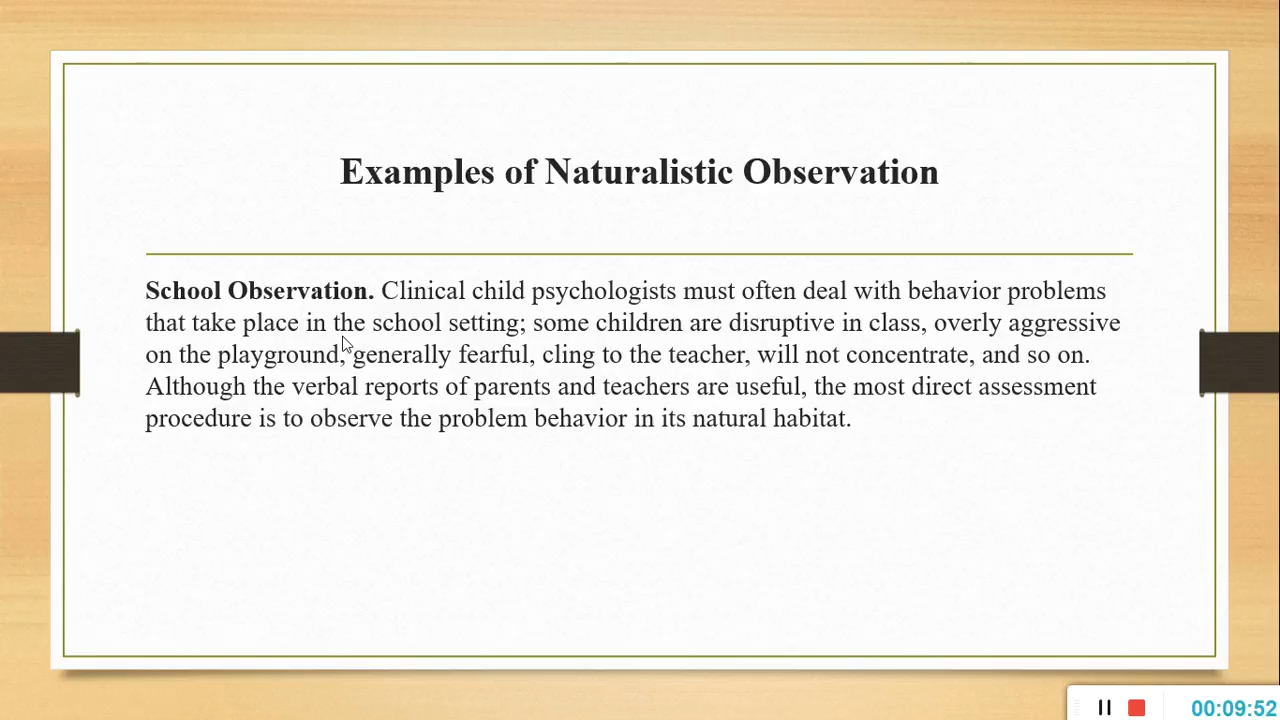 Examples of Naturalistic Observation
School Observation. Clinical child psychologists must often deal with behavior problems
that take place in the school setting; some children are disruptive in class, overly aggressive
on the playground, generally fearful, cling to the teacher, will not concentrate, and so on.
Although the verbal reports of parents and teachers are useful, the most direct assessment
procedure is to observe the problem behavior in its natural habitat.
00:09:52